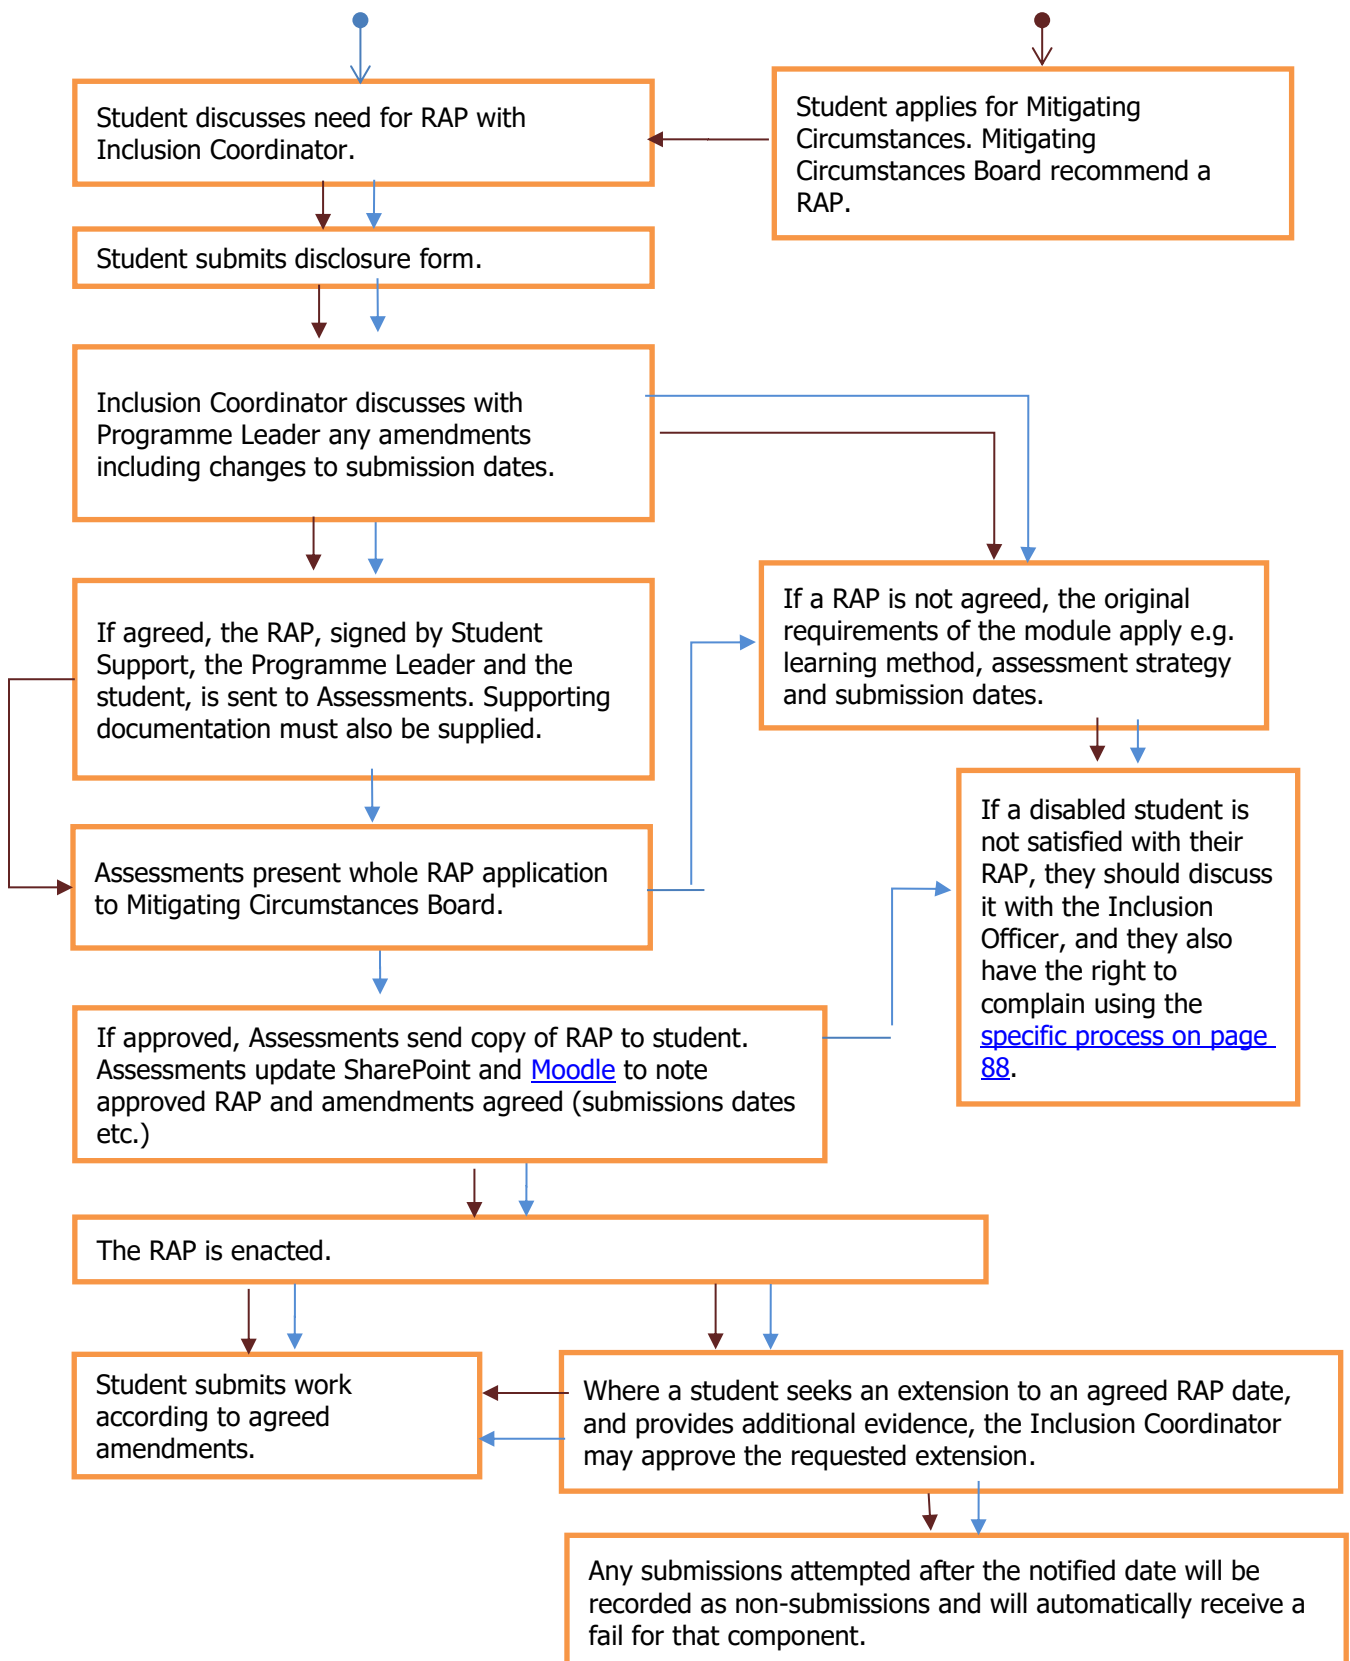 Student discusses need for RAP with
Inclusion Coordinator.
Student applies for Mitigating
Circumstances. Mitigating
Circumstances Board recommend a
RAP.
Student submits disclosure form.
Inclusion Coordinator discusses with
Programme Leader any amendments
including changes to submission dates.
If agreed, the RAP, signed by Student
Support, the Programme Leader and the
student, is sent to Assessments. Supporting
documentation must also be supplied.
If a RAP is not agreed, the original
requirements of the module apply e.g.
learning method, assessment strategy
and submission dates.
Assessments present whole RAP application
to Mitigating Circumstances Board.
If a disabled student is
not satisfied with their
RAP, they should discuss
it with the Inclusion
Officer, and they also
have the right to
complain using the
specific process on page
88.
If approved, Assessments send copy of RAP to student.
Assessments update SharePoint and Moodle to note
approved RAP and amendments agreed (submissions dates
etc.)
The RAP is enacted.
Student submits work
according to agreed
amendments.
Where a student seeks an extension to an agreed RAP date,
and provides additional evidence, the Inclusion Coordinator
may approve the requested extension.
Any submissions attempted after the notified date will be
recorded as non-submissions and will automatically receive a
fail for that component.